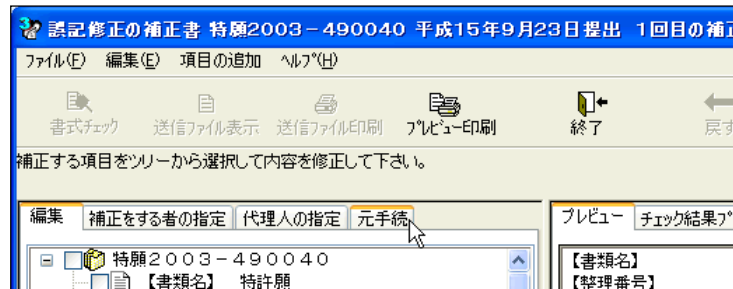 誤記修正の補正書 特願2003-490040 平成15年9月23日提出 1回目の補正
ファイル(F) 編集(E) 項目の追加 ヘルプ(H)
書式チェック 送信ファイル表示 送信ファイル印刷 プレビュー印刷 終了 戻す
補正する項目をツリーから選択して内容を修正して下さい。
編集 補正をする者の指定 代理人の指定 元手続 プレビュー チェック結果プ
特願2003-490040 【書類名】
【書類名】 特許願 【整理番号】